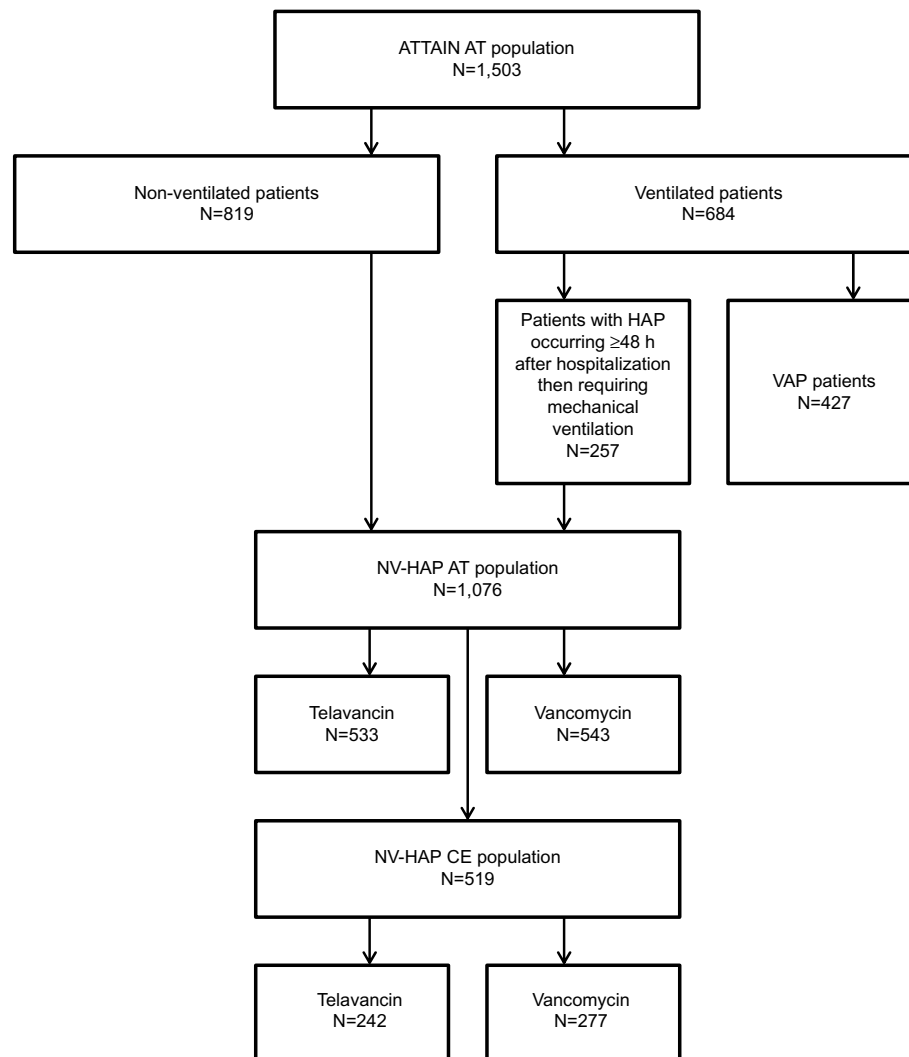 ATTAIN AT population
N=1,503
Non-ventilated patients
N=819
Ventilated patients
N=684
Patients with HAP
occurring ≥48 h
after hospitalization
then requiring
mechanical
ventilation
N=257
VAP patients
N=427
NV-HAP AT population
N=1,076
Telavancin
N=533
Vancomycin
N=543
NV-HAP CE population
N=519
Telavancin
N=242
Vancomycin
N=277